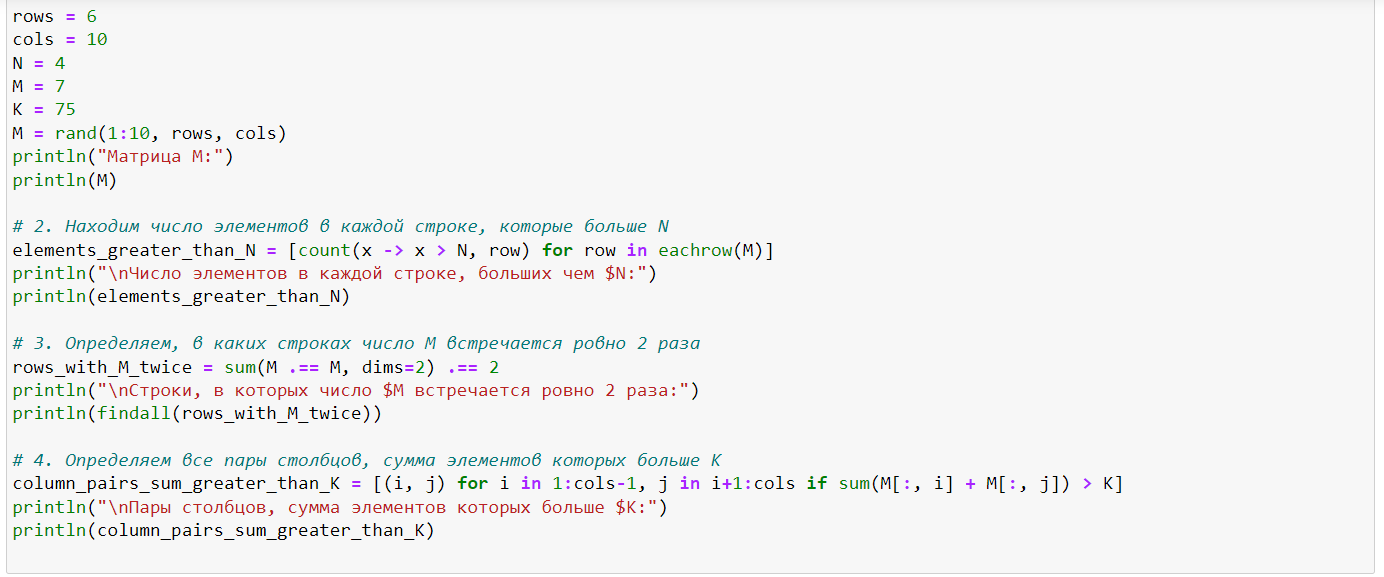 rows = 6
cols = 10
N = 4
M = 7
K = 75
M = rand(1:10, rows, cols)
println("Матрица M:")
println(M)
# 2. Находим число элементов в каждой строке, которые больше N
elements_greater_than_N = [count(x -> x > N, row) for row in eachrow(M)]
println("\nЧисло элементов в каждой строке, больших чем $N:")
println(elements_greater_than_N)
# 3. Определяем, в каких строках число M встречается ровно 2 раза
rows_with_M_twice = sum(M .== M, dims=2) .== 2
println("\nСтроки, в которых число $M встречается ровно 2 раза:")
println(findall(rows_with_M_twice))
# 4. Определяем все пары столбцов, сумма элементов которых больше K
column_pairs_sum_greater_than_K = [(i, j) for i in 1:cols-1, j in i+1:cols if sum(M[:, i] + M[:, j]) > K]
println("\nПары столбцов, сумма элементов которых больше $K:")
println(column_pairs_sum_greater_than_K)